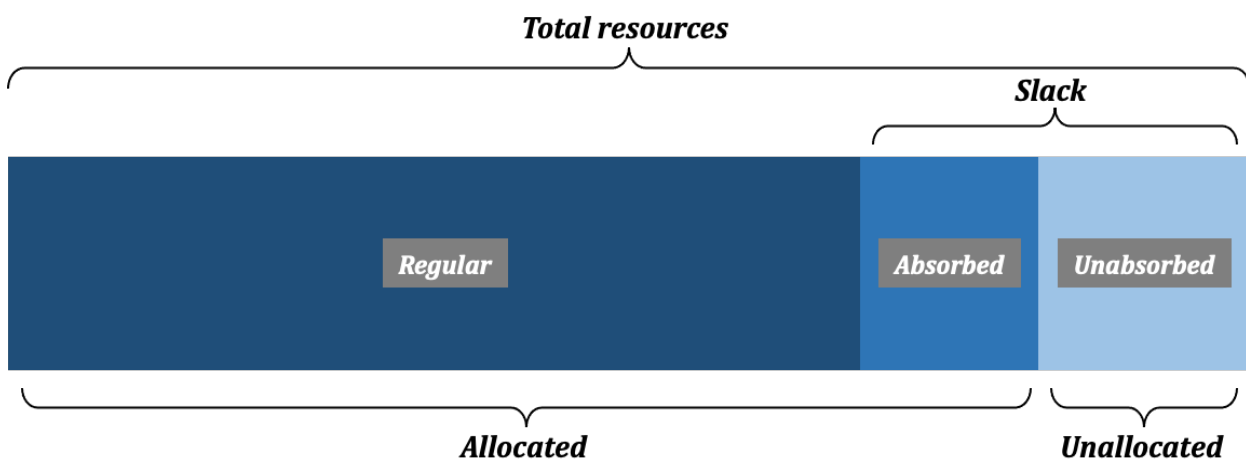 Total resources
Slack
Regular
Absorbed
Unabsorbed
Allocated
Unallocated